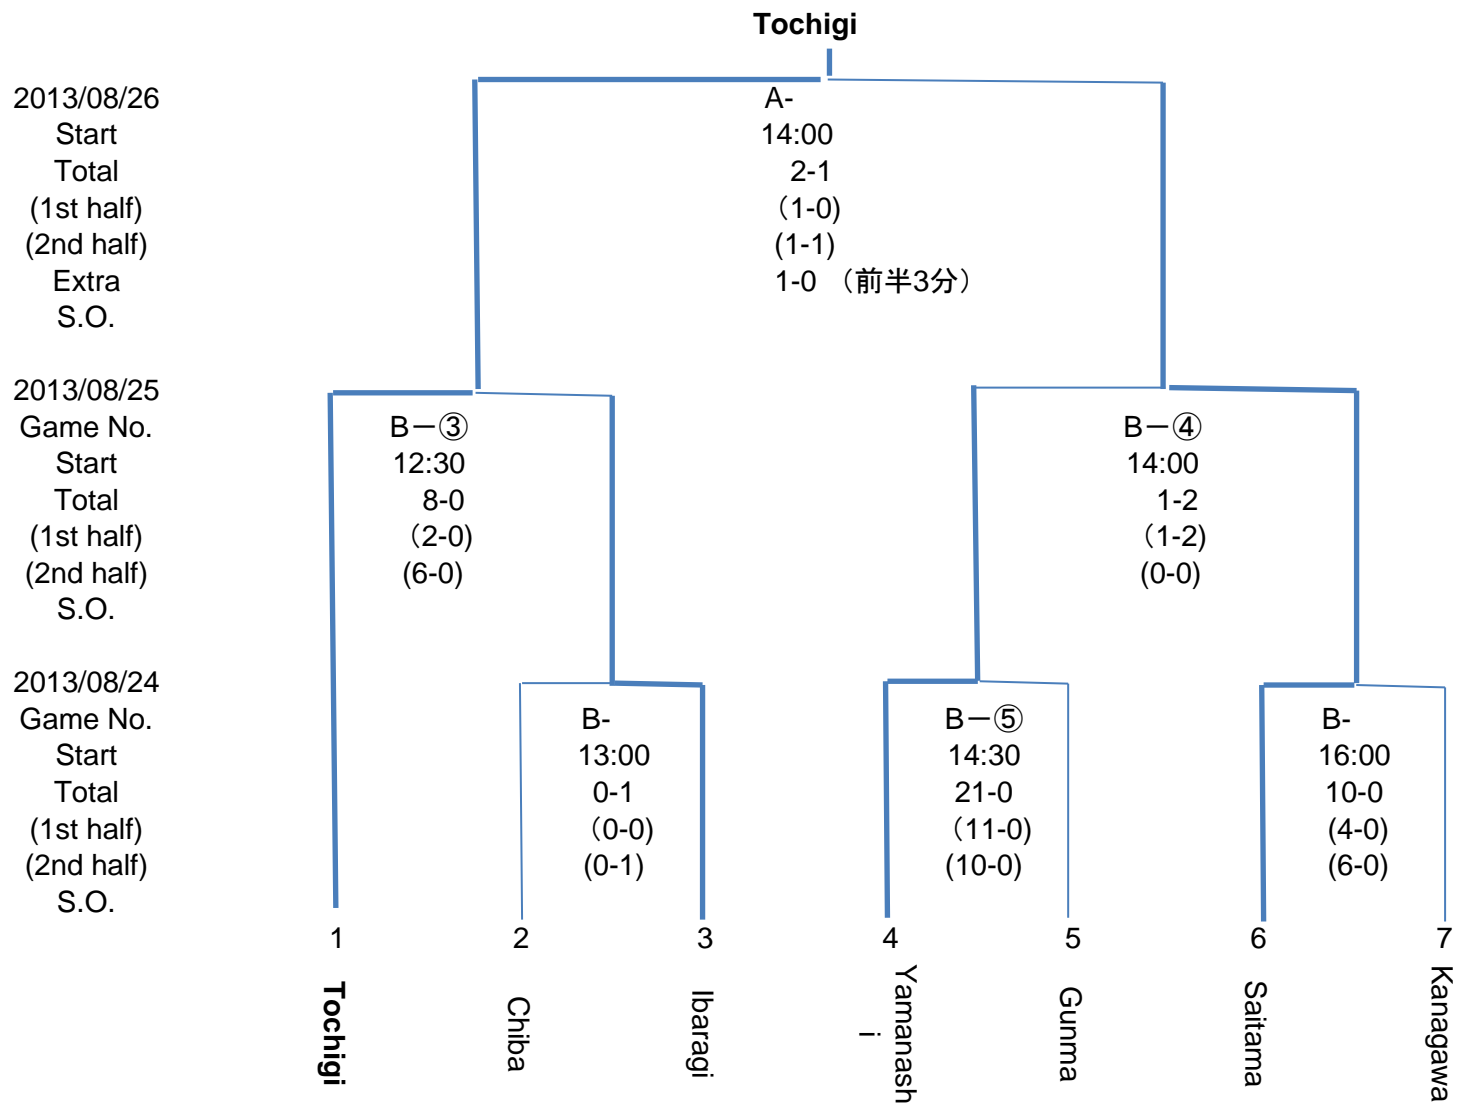 Tochigi
2013/08/26 A-
Start 14:00
Total 2-1
(1st half) （1-0)
(2nd half) (1-1)
Extra 1-0 （前半3分）
S.O.
2013/08/25
Game No. B－③ B－④
Start 12:30 14:00
Total 8-0 1-2
(1st half) （2-0) （1-2)
(2nd half) (6-0) (0-0)
S.O.
2013/08/24
Game No. B- B－⑤ B-
Start 13:00 14:30 16:00
Total 0-1 21-0 10-0
(1st half) （0-0) （11-0) (4-0)
(2nd half) (0-1) (10-0) (6-0)
S.O.
1 2 3 4 5 6 7
Tochigi
Chiba
Ibaragi
Yamanash
i
Gunma
Saitama
Kanagawa